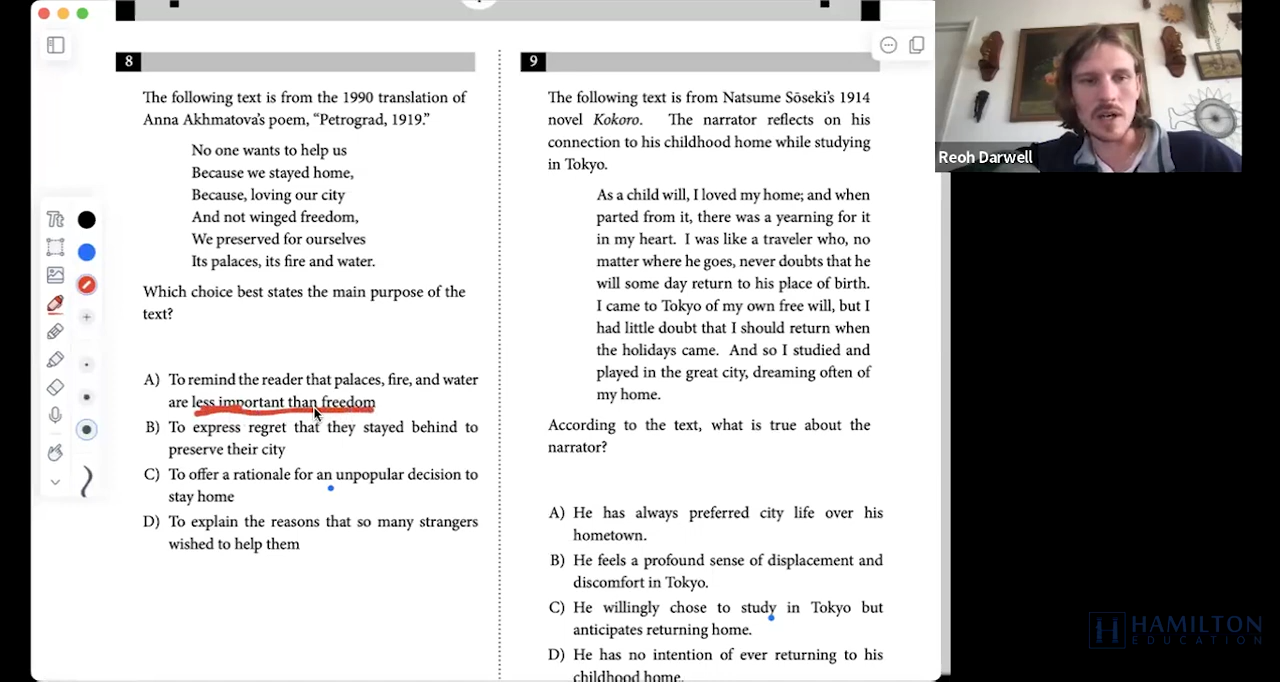 8
The following text is from the 1990 translation of
Anna Akhmatova's poem, “Petrograd, 1919.”
No one wants to help us
Because we stayed home,
Because, loving our city
And not winged freedom,
We preserved for ourselves
Its palaces, its fire and water.
Which choice best states the main purpose of the
text?
A) To remind the reader that palaces, fire, and water
are less important than freedom
B) To express regret that they stayed behind to
preserve their city
C) To offer a rationale for an unpopular decision to
stay home
D) To explain the reasons that so many strangers
wished to help them
9
The following text is from Natsume Sōseki's 1914
novel Kokoro. The narrator reflects on his
connection to his childhood home while studying
in Tokyo.
As a child will, I loved my home; and when
parted from it, there was a yearning for it
in my heart. I was like a traveler who, no
matter where he goes, never doubts that he
will some day return to his place of birth.
I came to Tokyo of my own free will, but I
had little doubt that I should return when
the holidays came. And so I studied and
played in the great city, dreaming often of
my home.
According to the text, what is true about the
narrator?
A) He has always preferred city life over his
hometown.
B) He feels a profound sense of displacement and
discomfort in Tokyo.
C) He willingly chose to study in Tokyo but
anticipates returning home.
D) He has no intention of ever returning to his
childhood home.
Reoh Darwell
Tt
HAMILTON
EDUCATION